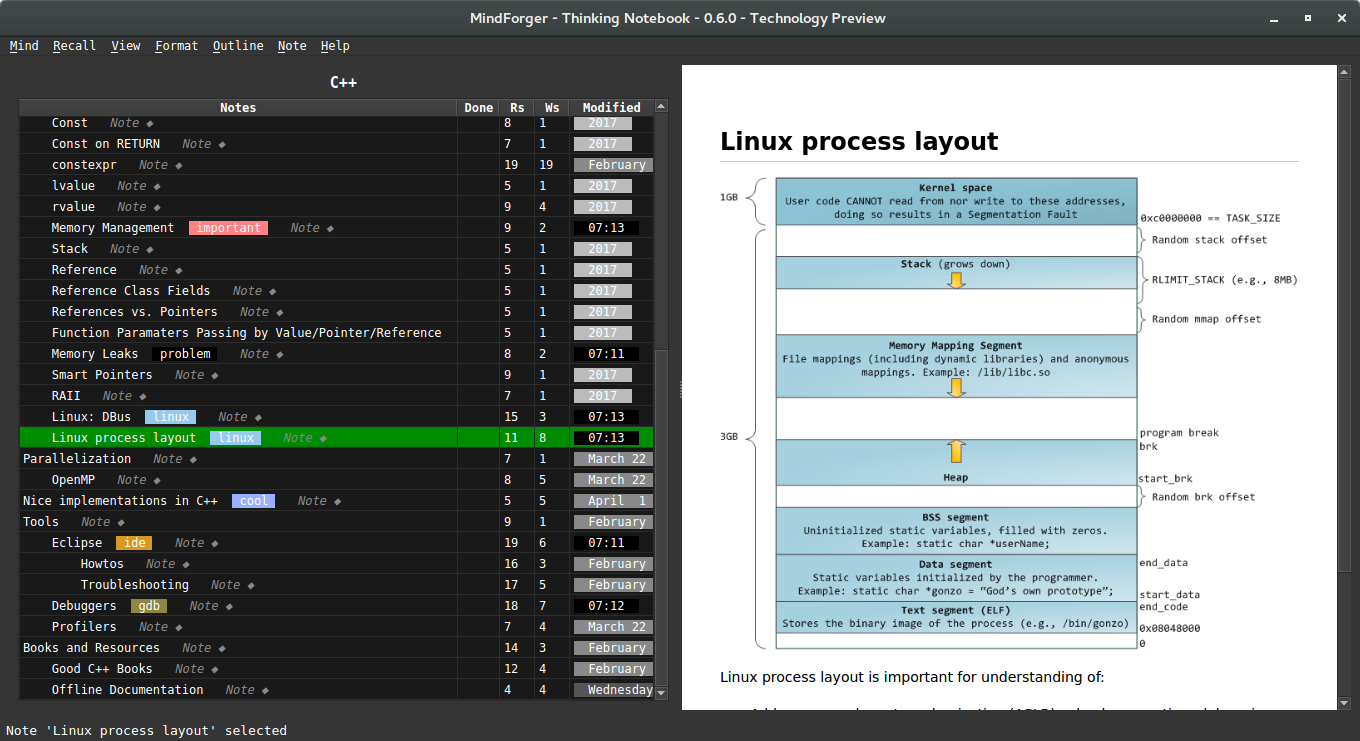 MindForger - Thinking Notebook - 0.6.0 - Technology Preview
Mind Recall View Format Outline Note Help
C++
Notes Done Rs Ws Modified
Const Note ◆ 8 1 2017
Const on RETURN Note ◆ 7 1 2017
constexpr Note ◆ 19 19 February
lvalue Note ◆ 5 1 2017
rvalue Note ◆ 9 4 2017
Memory Management important Note ◆ 9 2 07:13
Stack Note ◆ 5 1 2017
Reference Note ◆ 5 1 2017
Reference Class Fields Note ◆ 5 1 2017
References vs. Pointers Note ◆ 5 1 2017
Function Paramaters Passing by Value/Pointer/Reference 5 1 2017
Memory Leaks problem Note ◆ 8 2 07:11
Smart Pointers Note ◆ 9 1 2017
RAII Note ◆ 7 1 2017
Linux: DBus linux Note ◆ 15 3 07:13
Linux process layout linux Note ◆ 11 8 07:13
Parallelization Note ◆ 7 1 March 22
OpenMP Note ◆ 8 5 March 22
Nice implementations in C++ cool Note ◆ 5 5 April 1
Tools Note ◆ 9 1 February
Eclipse ide Note ◆ 19 6 07:11
Howtos Note ◆ 16 3 February
Troubleshooting Note ◆ 17 5 February
Debuggers gdb Note ◆ 18 7 07:12
Profilers Note ◆ 7 4 March 22
Books and Resources Note ◆ 14 3 February
Good C++ Books Note ◆ 12 4 February
Offline Documentation Note ◆ 4 4 Wednesday
Linux process layout
1GB
Kernel space
User code CANNOT read from nor write to these addresses,
doing so results in a Segmentation Fault
0xc0000000 == TASK_SIZE
Random stack offset
Stack (grows down)
RLIMIT_STACK (e.g., 8MB)
Random mmap offset
Memory Mapping Segment
File mappings (including dynamic libraries) and anonymous
mappings. Example: /lib/libc.so
3GB
program break
brk
Heap
start_brk
Random brk offset
BSS segment
Uninitialized static variables, filled with zeros.
Example: static char *userName;
Data segment
Static variables initialized by the programmer.
Example: static char *gonzo = “God’s own prototype”;
end_data
start_data
end_code
Text segment (ELF)
Stores the binary image of the process (e.g., /bin/gonzo)
0x08048000
0
Linux process layout is important for understanding of:
Note 'Linux process layout' selected